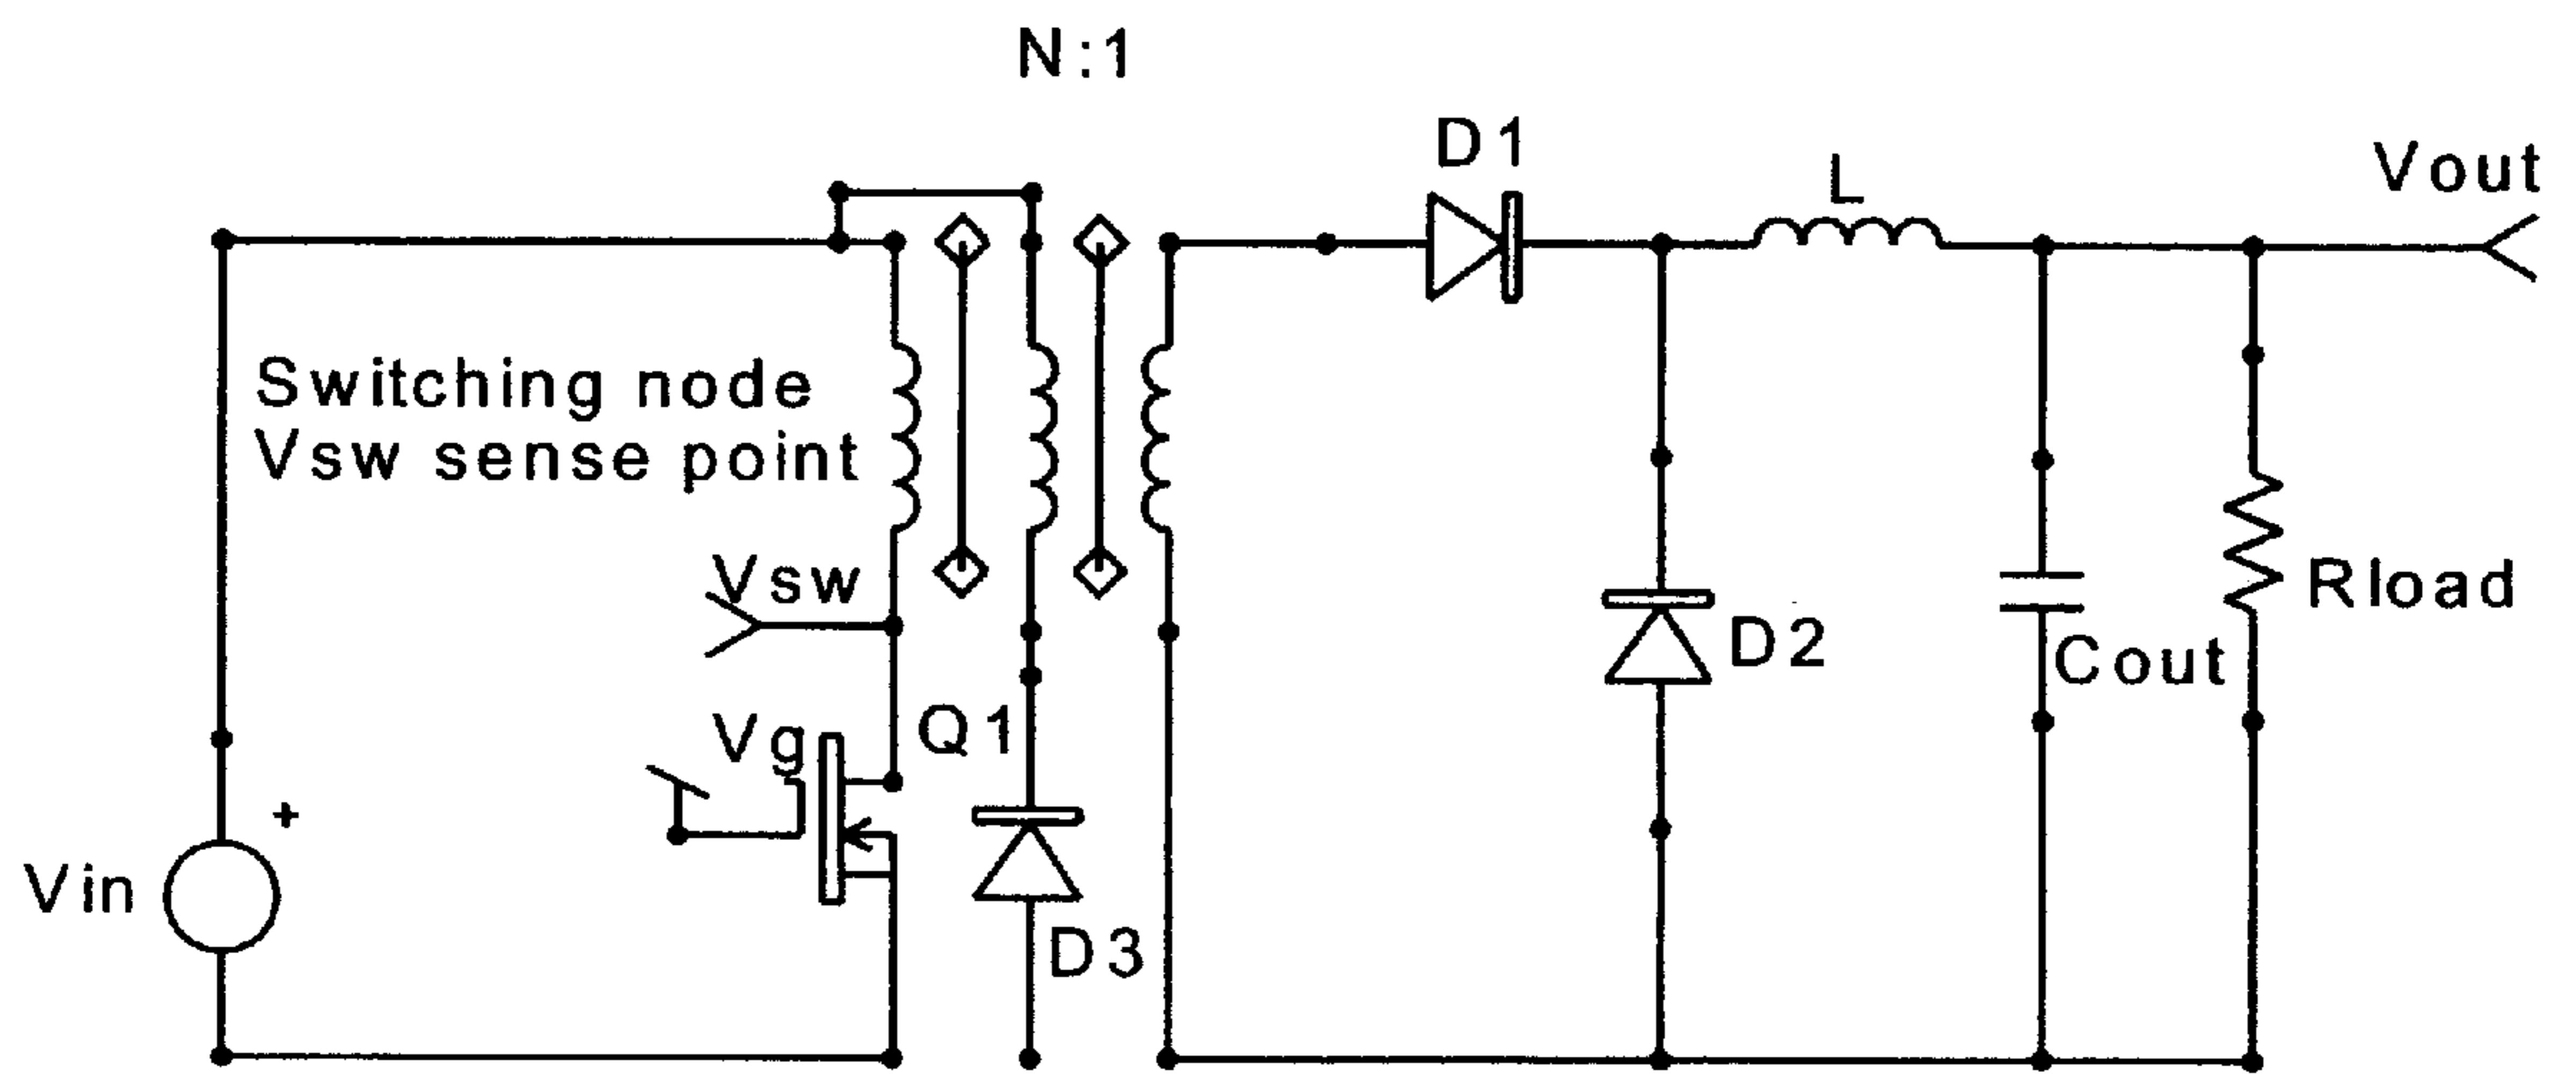 N:1
D1
L
Vout
Switching node
Vsw sense point
Vsw
Rload
D2
Cout
Vg
Q1
+
Vin
D3